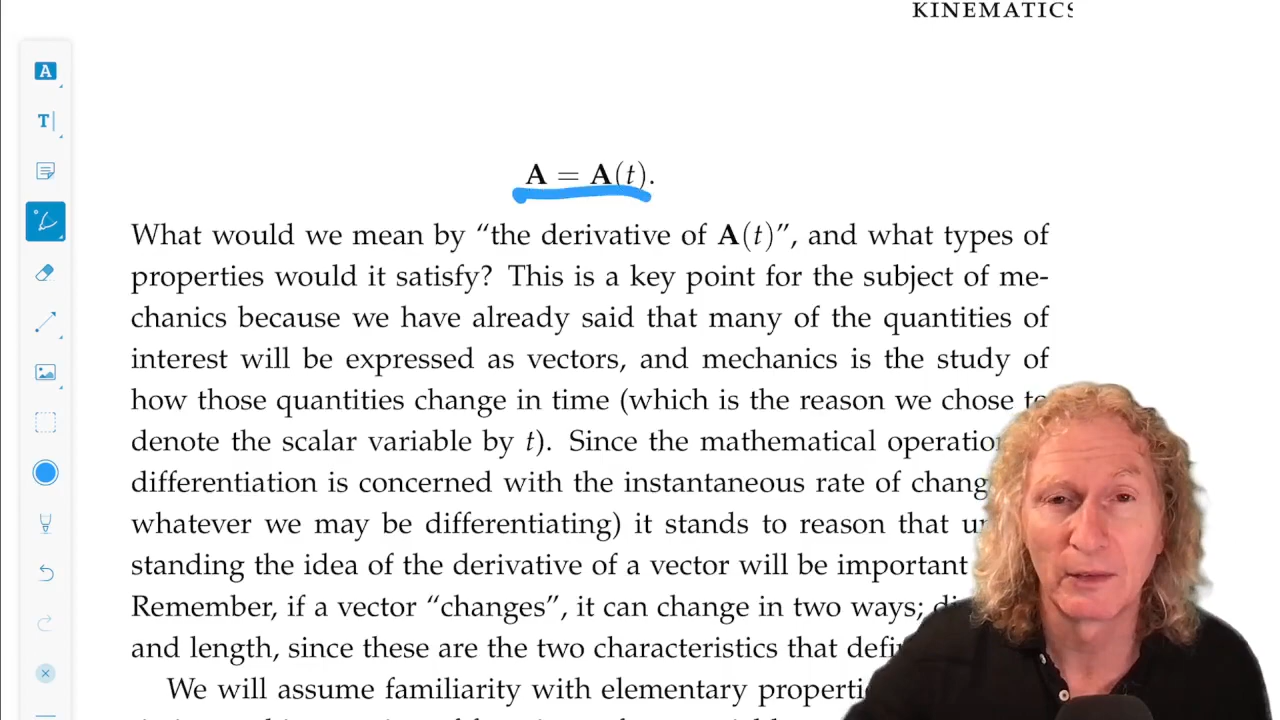 KINEMATICS
A = A(t).
What would we mean by “the derivative of A(t)”, and what types of
properties would it satisfy? This is a key point for the subject of me-
chanics because we have already said that many of the quantities of
interest will be expressed as vectors, and mechanics is the study of
how those quantities change in time (which is the reason we chose
denote the scalar variable by t). Since the mathematical operation
differentiation is concerned with the instantaneous rate of
whatever we may be differentiating) it stands to reason that
standing the idea of the derivative of a vector will be important
Remember, if a vector “changes”, it can change in two ways;
and length, since these are the two characteristics that
We will assume familiarity with elementary